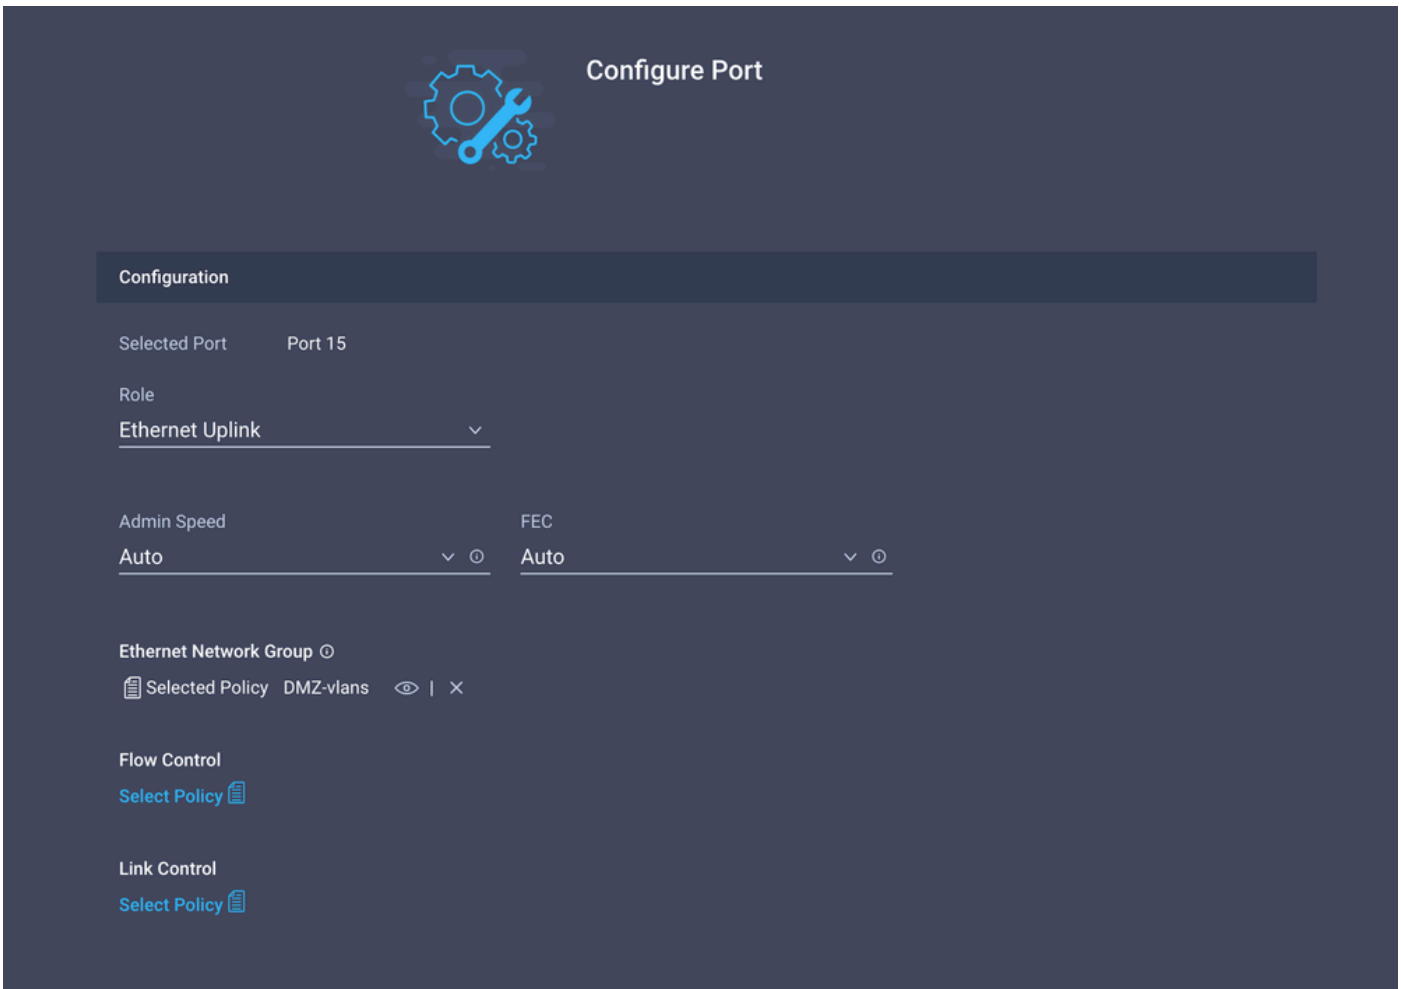 Configure Port
Configuration
Selected Port Port 15
Role
Ethernet Uplink
Admin Speed FEC
Auto Auto
Ethernet Network Group
Selected Policy DMZ-vlans |
Flow Control
Select Policy
Link Control
Select Policy